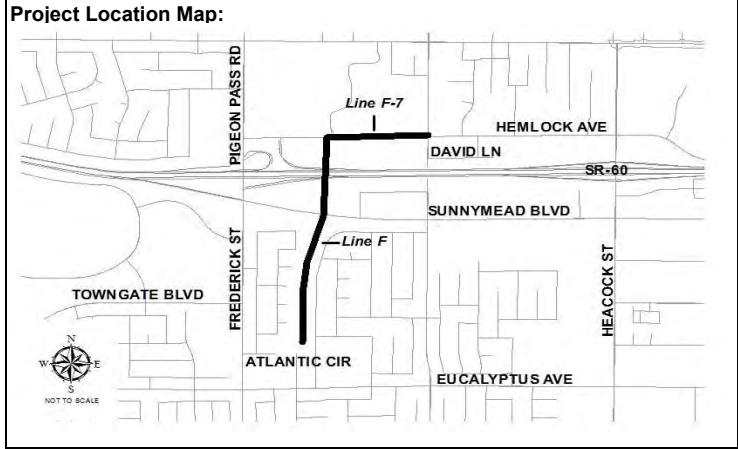 Project Location Map:
PIGEON PASS RD
Line F-7
HEMLOCK AVE
DAVID LN
SR-60
SUNNYMEAD BLVD
Line F
FREDERICK ST
TOWNGATE BLVD
HEACOCK ST
N
W E
S
NOT TO SCALE
ATLANTIC CIR
EUCALYPTUS AVE